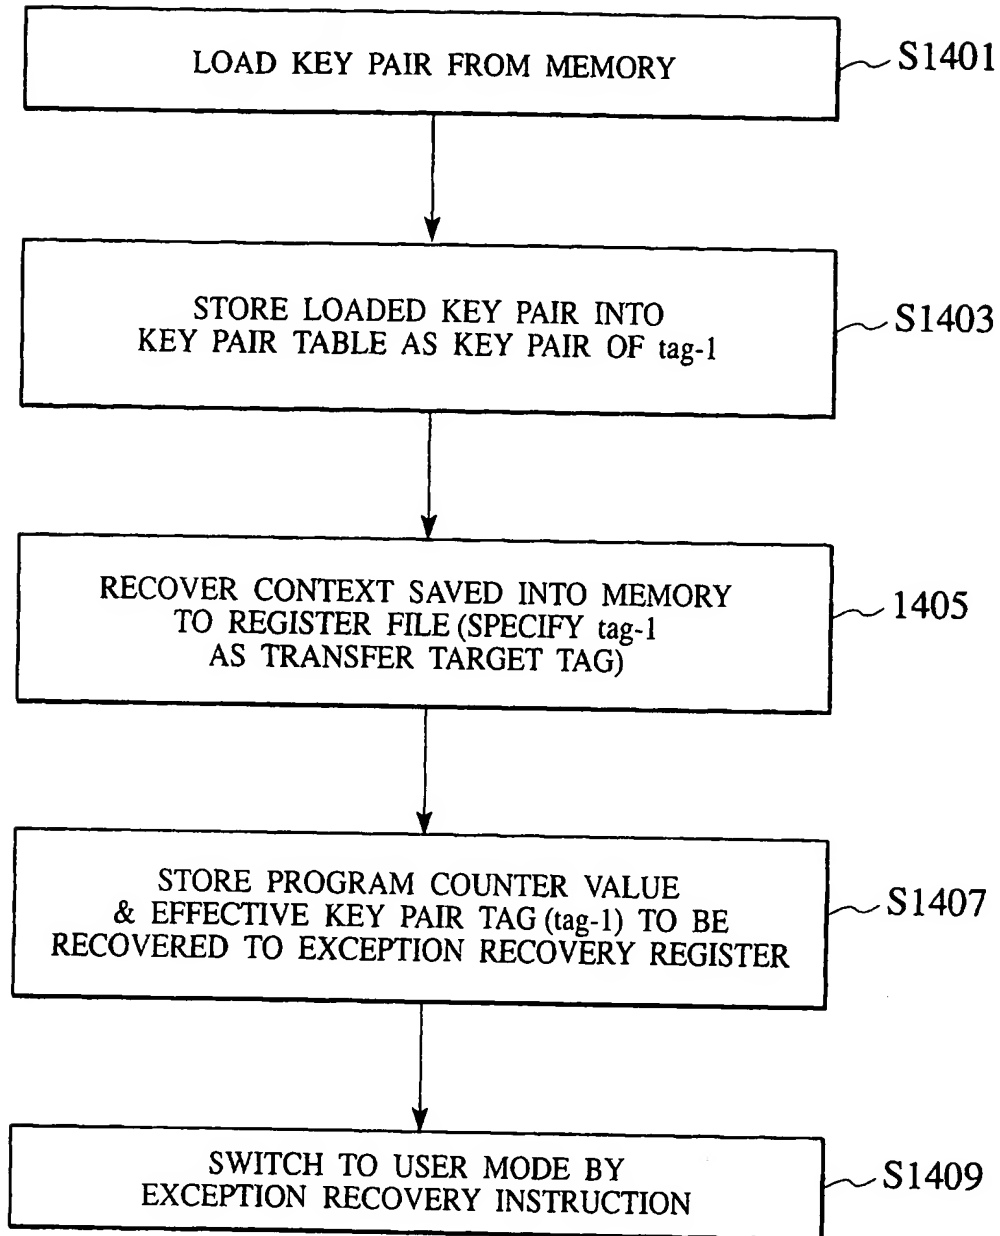 LOAD KEY PAIR FROM MEMORY
S1401
STORE LOADED KEY PAIR INTO
KEY PAIR TABLE AS KEY PAIR OF tag-1
S1403
RECOVER CONTEXT SAVED INTO MEMORY
TO REGISTER FILE (SPECIFY tag-1
AS TRANSFER TARGET TAG)
1405
STORE PROGRAM COUNTER VALUE
& EFFECTIVE KEY PAIR TAG (tag-1) TO BE
RECOVERED TO EXCEPTION RECOVERY REGISTER
S1407
SWITCH TO USER MODE BY
EXCEPTION RECOVERY INSTRUCTION
S1409